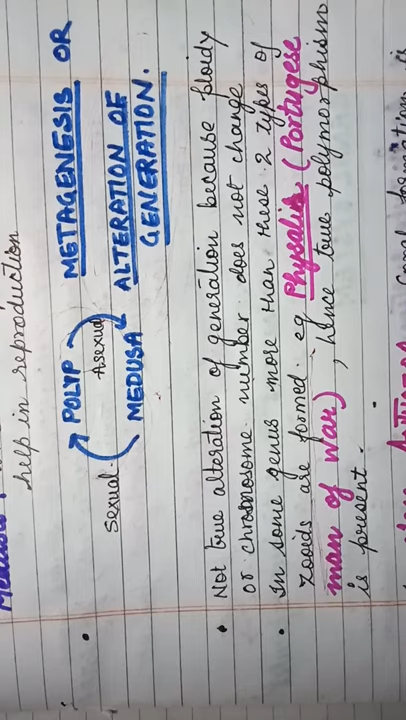 help in reproduction
POLYP METAGENESIS OR
Sexual Asexual
MEDUSA ALTERATION OF
GENERATION.
Not true alteration of generation because ploidy
or chromosome number does not change
In some genus more than these 2 types of
zooids are formed. eg Physalia (Portugese
man of war), hence true polymorphism
is present.